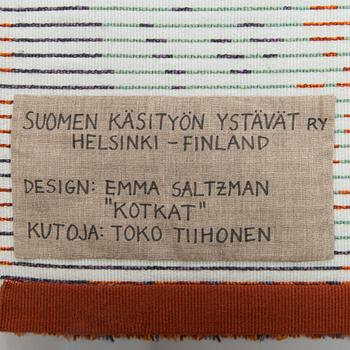 SUOMEN KÄSITYÖN YSTÄVÄT RY
HELSINKI - FINLAND
DESIGN: EMMA SALTZMAN
"KOTKAT"
KUTOJA: TOKO TIIHONEN